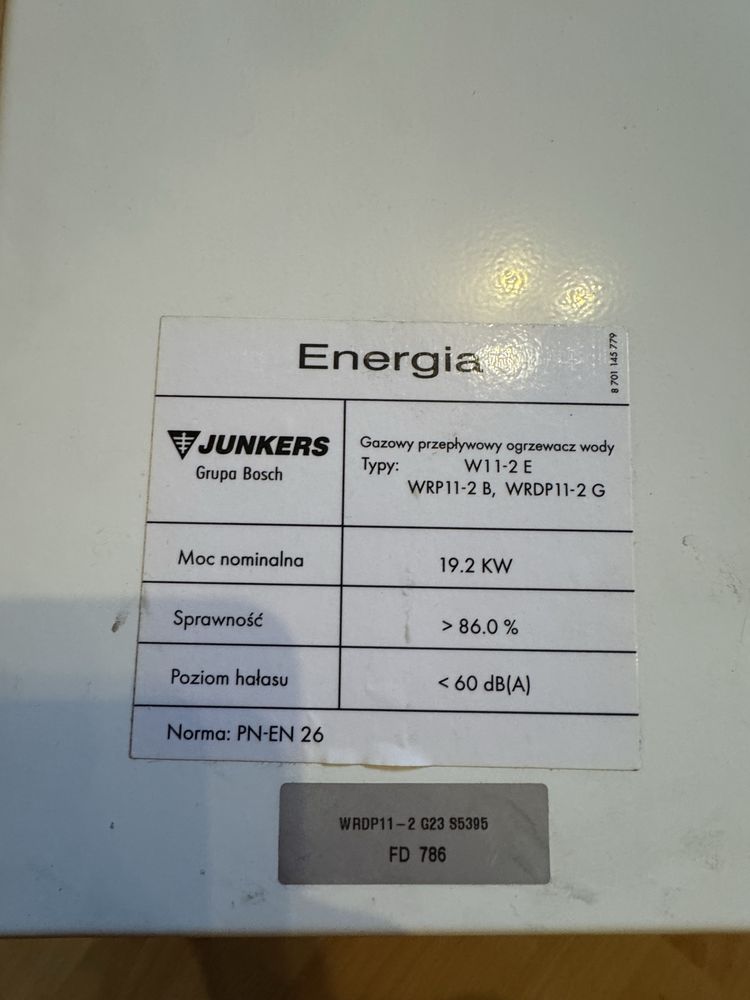 Energia
8 701 145 779
JUNKERS
Grupa Bosch
Gazowy przepływowy ogrzewacz wody
Typy: W11-2 E
WRP11-2 B, WRDP11-2 G
Moc nominalna 19.2 KW
Sprawność > 86.0 %
Poziom hałasu < 60 dB(A)
Norma: PN-EN 26
WRDP11-2 G23 S5395
FD 786